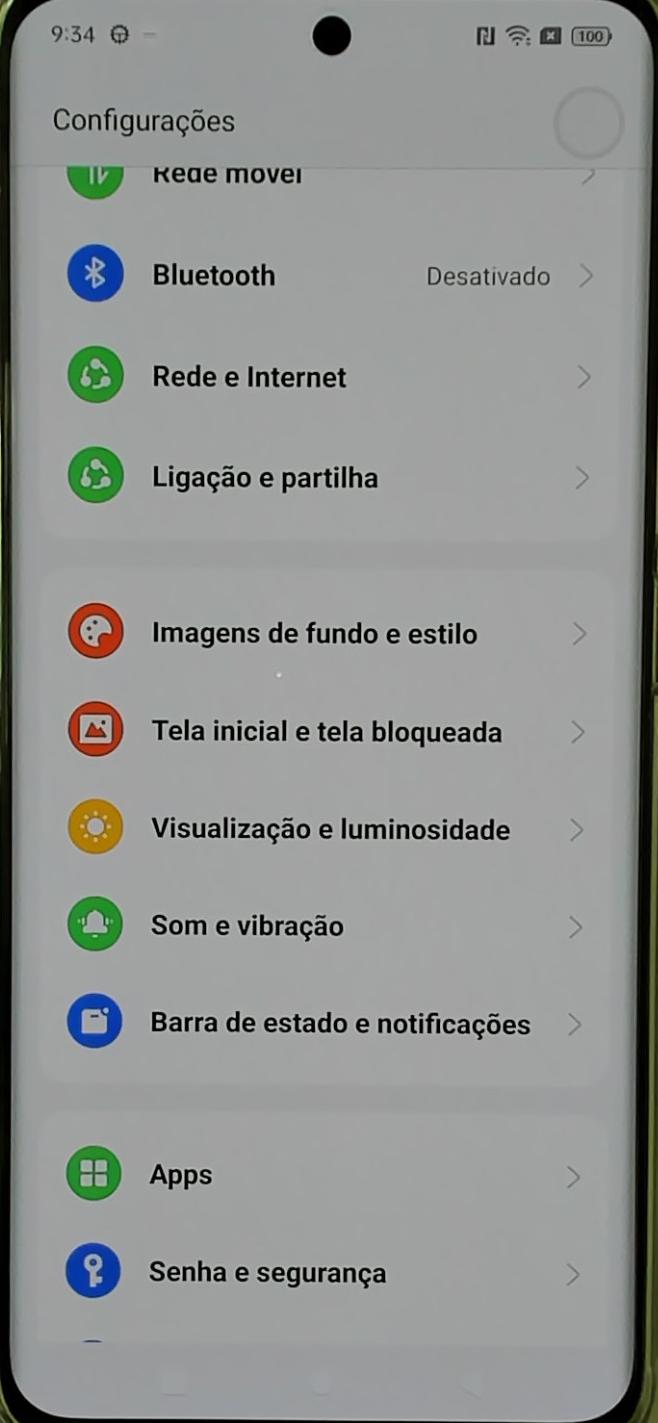 9:34
100
Configurações
Rede móvel
Bluetooth
Desativado
Rede e Internet
Ligação e partilha
Imagens de fundo e estilo
Tela inicial e tela bloqueada
Visualização e luminosidade
Som e vibração
Barra de estado e notificações
Apps
Senha e segurança